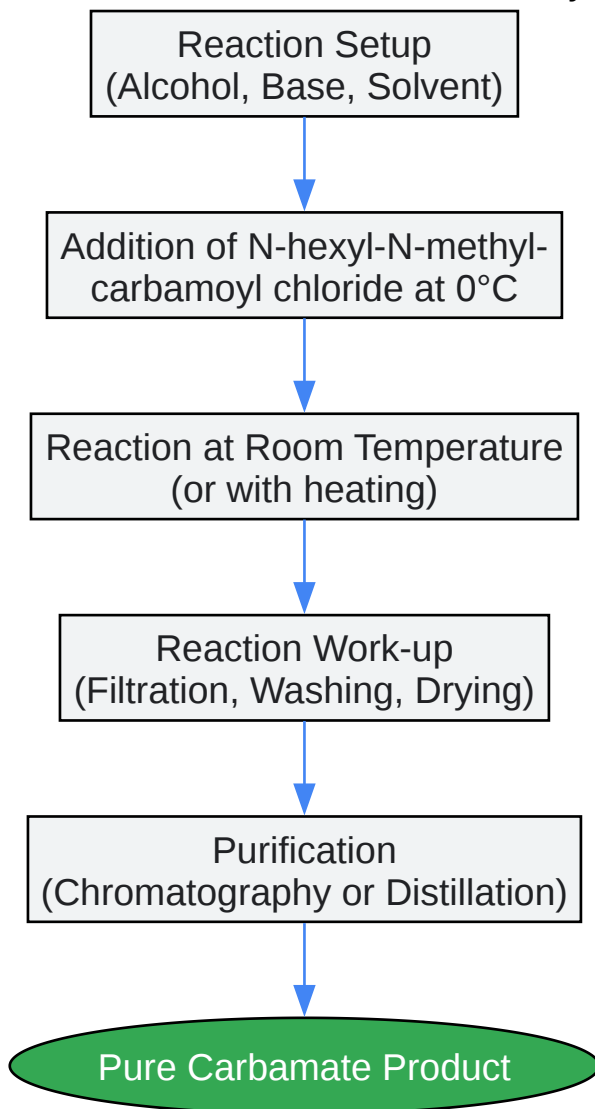 Reaction Setup
(Alcohol, Base, Solvent)
Addition of N-hexyl-N-methyl-
carbamoyl chloride at 0°C
Reaction at Room Temperature
(or with heating)
Reaction Work-up
(Filtration, Washing, Drying)
Purification
(Chromatography or Distillation)
Pure Carbamate Product